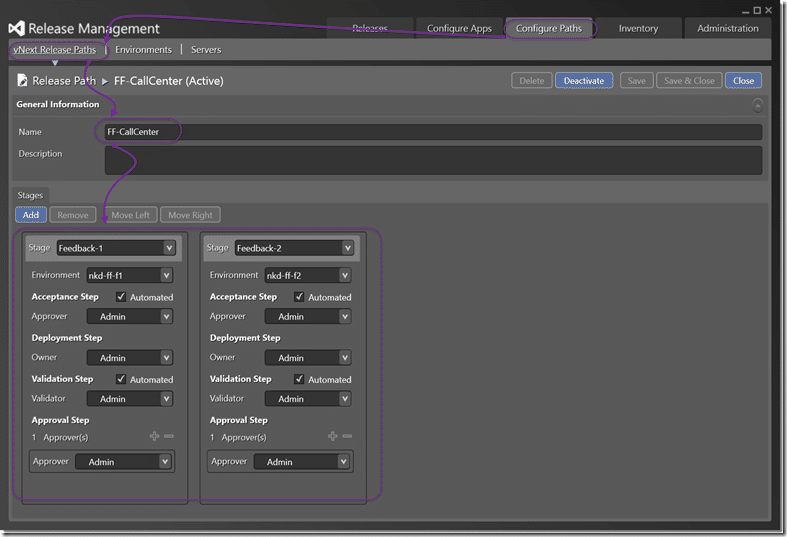 Release Management
Releases Configure Apps Configure Paths Inventory Administration
vNext Release Paths | Environments | Servers
Release Path ▸ FF-CallCenter (Active)
Delete Deactivate Save Save & Close Close
General Information
Name FF-CallCenter
Description
Stages
Add Remove Move Left Move Right
Stage Feedback-1
Environment nkd-ff-f1
Acceptance Step Automated
Approver Admin
Deployment Step
Owner Admin
Validation Step Automated
Validator Admin
Approval Step
1 Approver(s)
Approver Admin
Stage Feedback-2
Environment nkd-ff-f2
Acceptance Step Automated
Approver Admin
Deployment Step
Owner Admin
Validation Step Automated
Validator Admin
Approval Step
1 Approver(s)
Approver Admin